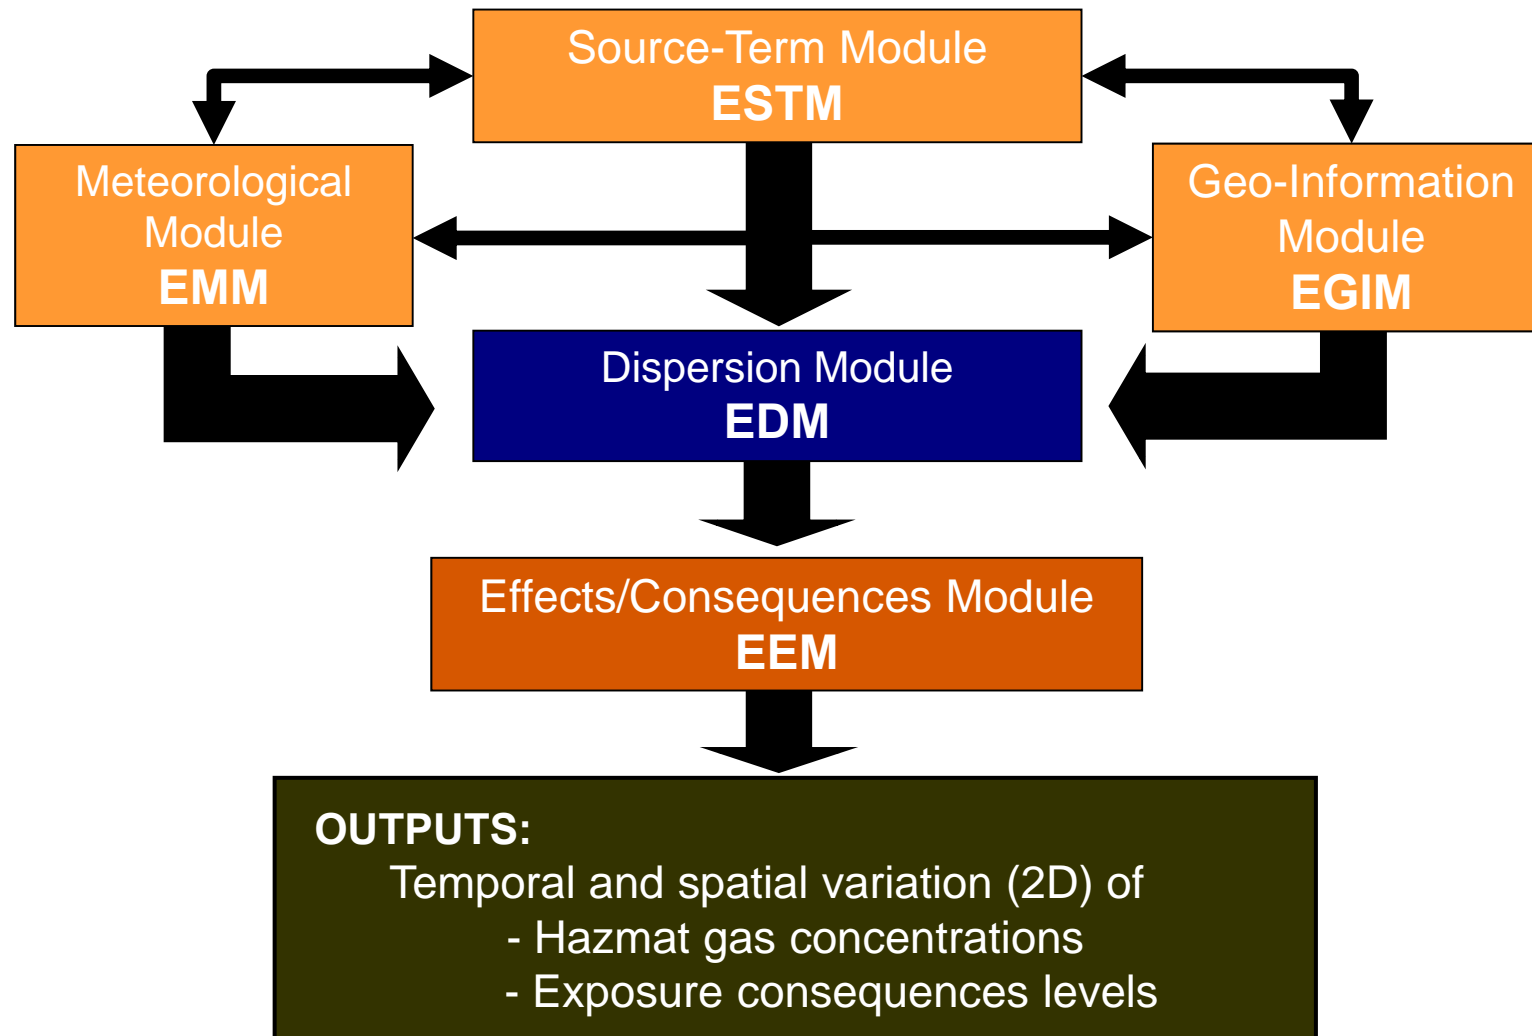 Source-Term Module
ESTM
Meteorological
Module
EMM
Geo-Information
Module
EGIM
Dispersion Module
EDM
Effects/Consequences Module
EEM
OUTPUTS:
Temporal and spatial variation (2D) of
- Hazmat gas concentrations
- Exposure consequences levels